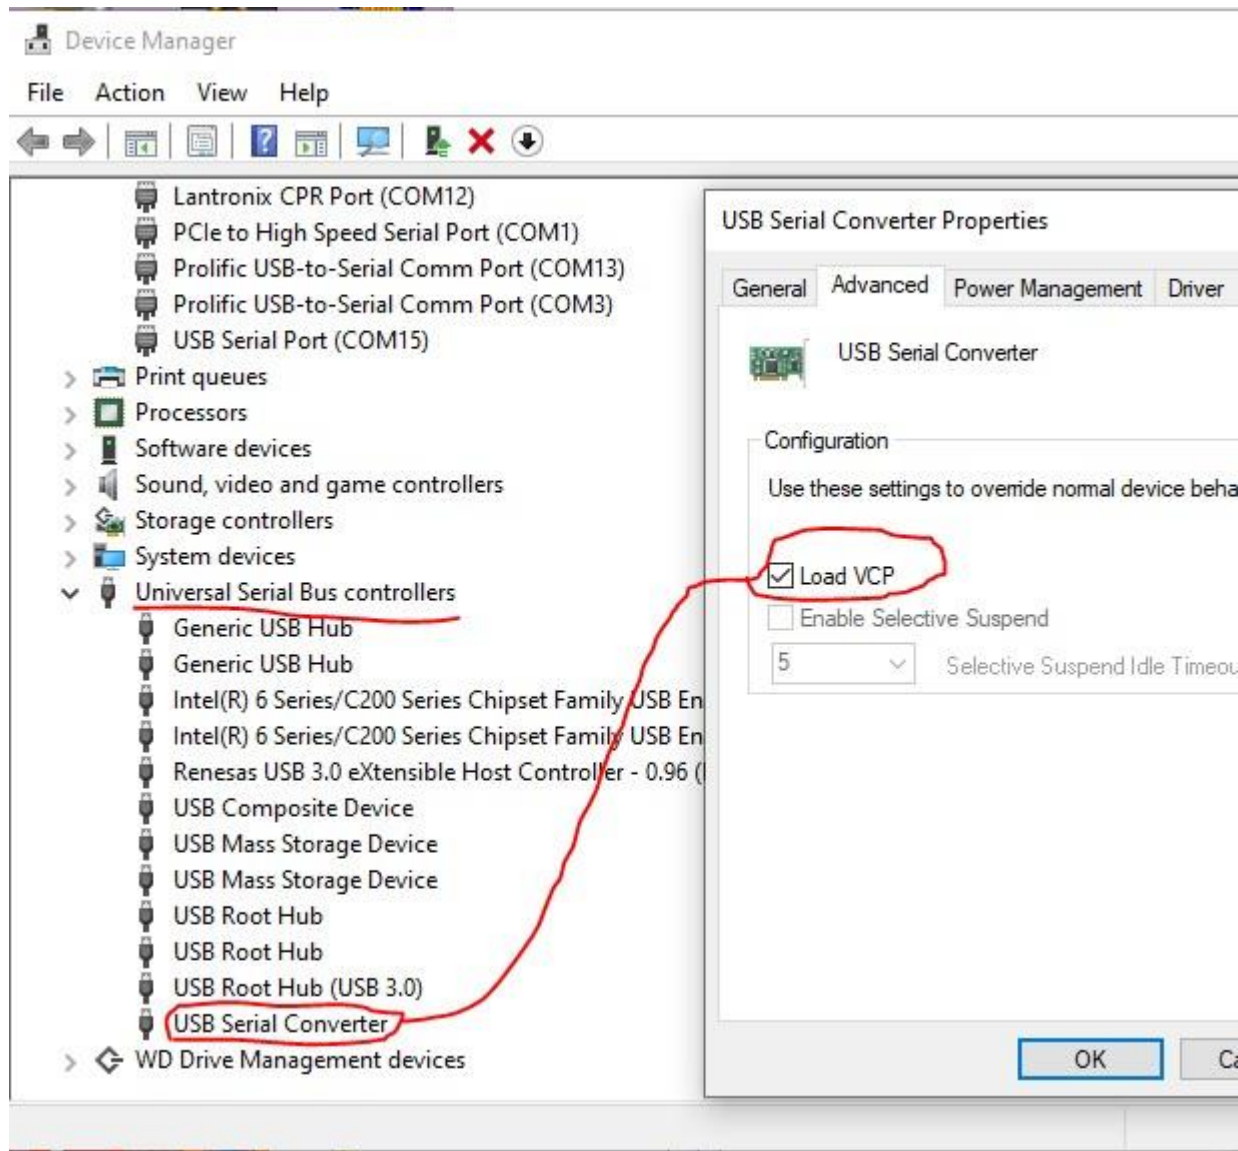 Device Manager
File Action View Help
Lantronix CPR Port (COM12)
PCIe to High Speed Serial Port (COM1)
Prolific USB-to-Serial Comm Port (COM13)
Prolific USB-to-Serial Comm Port (COM3)
USB Serial Port (COM15)
Print queues
Processors
Software devices
Sound, video and game controllers
Storage controllers
System devices
Universal Serial Bus controllers
Generic USB Hub
Generic USB Hub
Intel(R) 6 Series/C200 Series Chipset Family USB En
Intel(R) 6 Series/C200 Series Chipset Family USB En
Renesas USB 3.0 eXtensible Host Controller - 0.96 (
USB Composite Device
USB Mass Storage Device
USB Mass Storage Device
USB Root Hub
USB Root Hub
USB Root Hub (USB 3.0)
USB Serial Converter
WD Drive Management devices
USB Serial Converter Properties
General Advanced Power Management Driver
USB Serial Converter
Configuration
Use these settings to override normal device beha
Load VCP
Enable Selective Suspend
5 Selective Suspend Idle Timeou
OK Ca